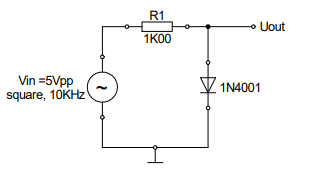 R1
1K00
Uout
Vin =5Vpp
square, 10KHz
~
1N4001